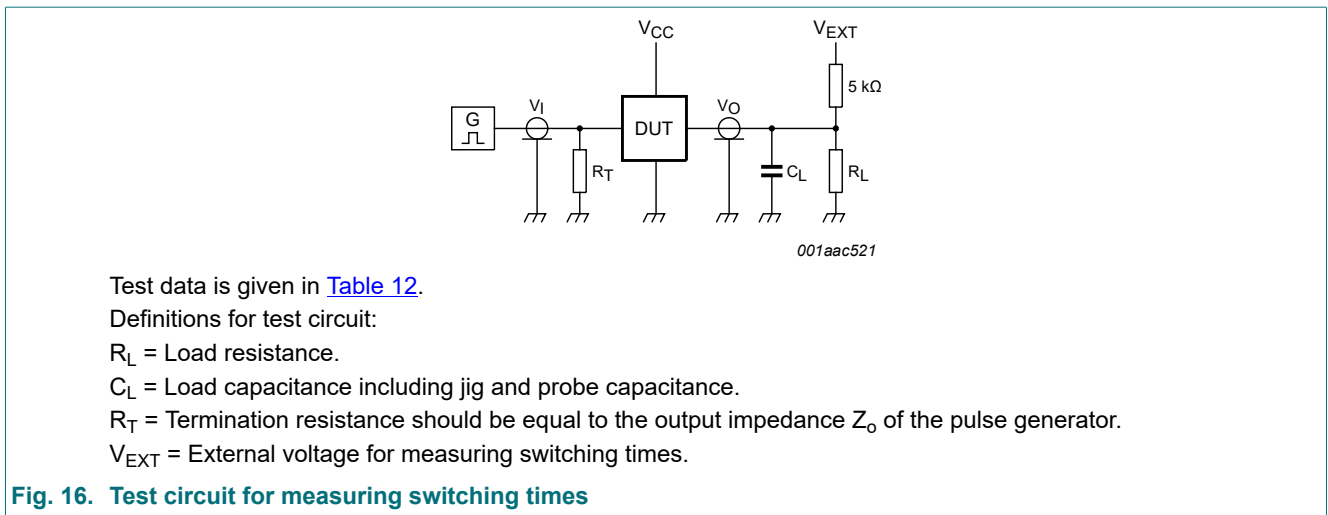 VCC
VEXT
5 kΩ
G
VI
DUT
VO
RT
CL
RL
001aac521
Test data is given in Table 12.
Definitions for test circuit:
RL = Load resistance.
CL = Load capacitance including jig and probe capacitance.
RT = Termination resistance should be equal to the output impedance Zo of the pulse generator.
VEXT = External voltage for measuring switching times.
Fig. 16. Test circuit for measuring switching times